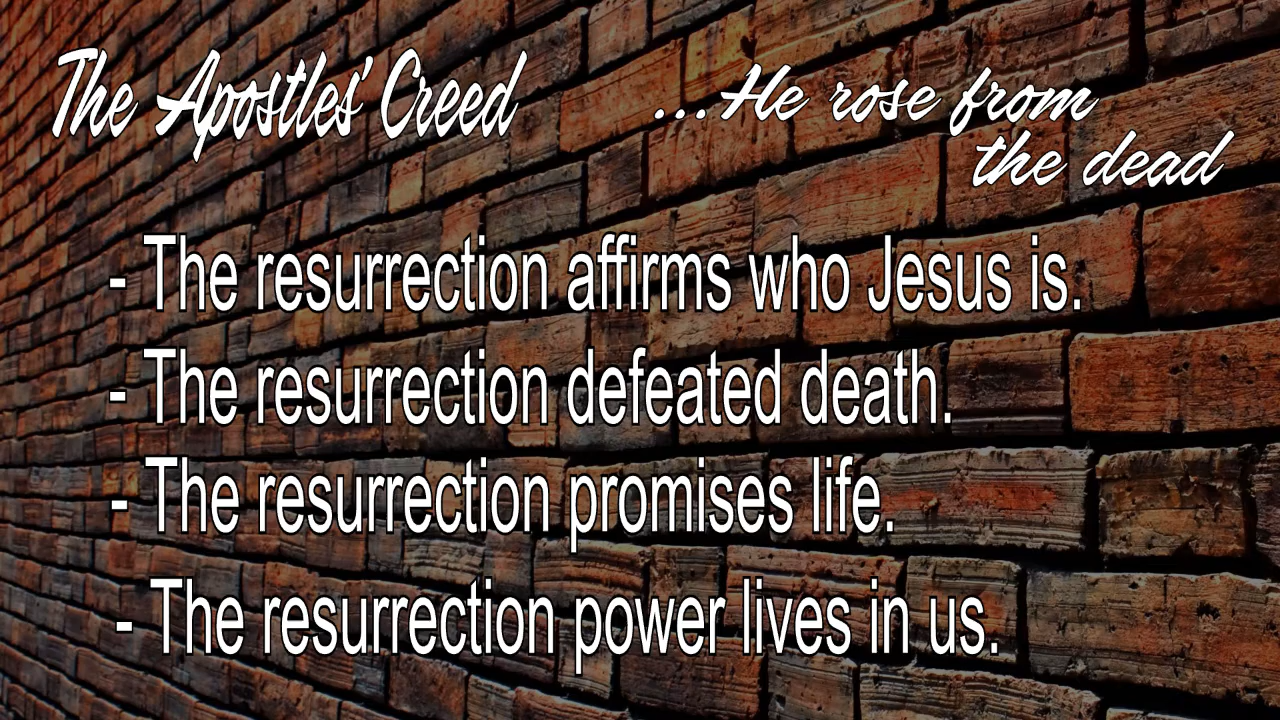 The Apostles' Creed
...He rose from
the dead
- The resurrection affirms who Jesus is.
- The resurrection defeated death.
- The resurrection promises life.
- The resurrection power lives in us.